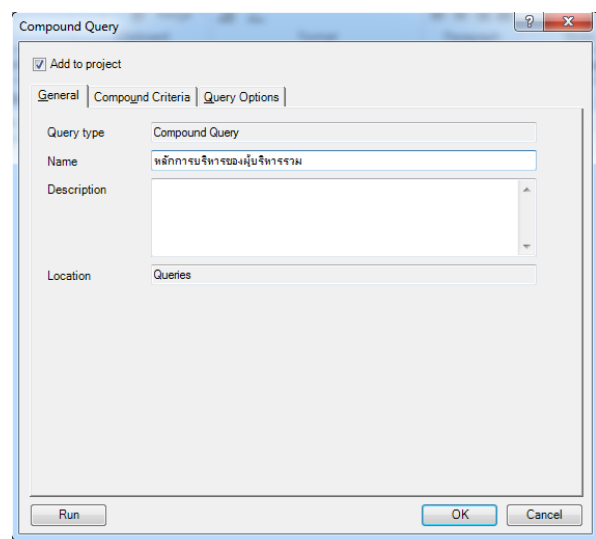 Compound Query
Add to project
General Compound Criteria Query Options
Query type Compound Query
Name หลักการบริหารของผู้บริหารรวม
Description
Location Queries
Run OK Cancel